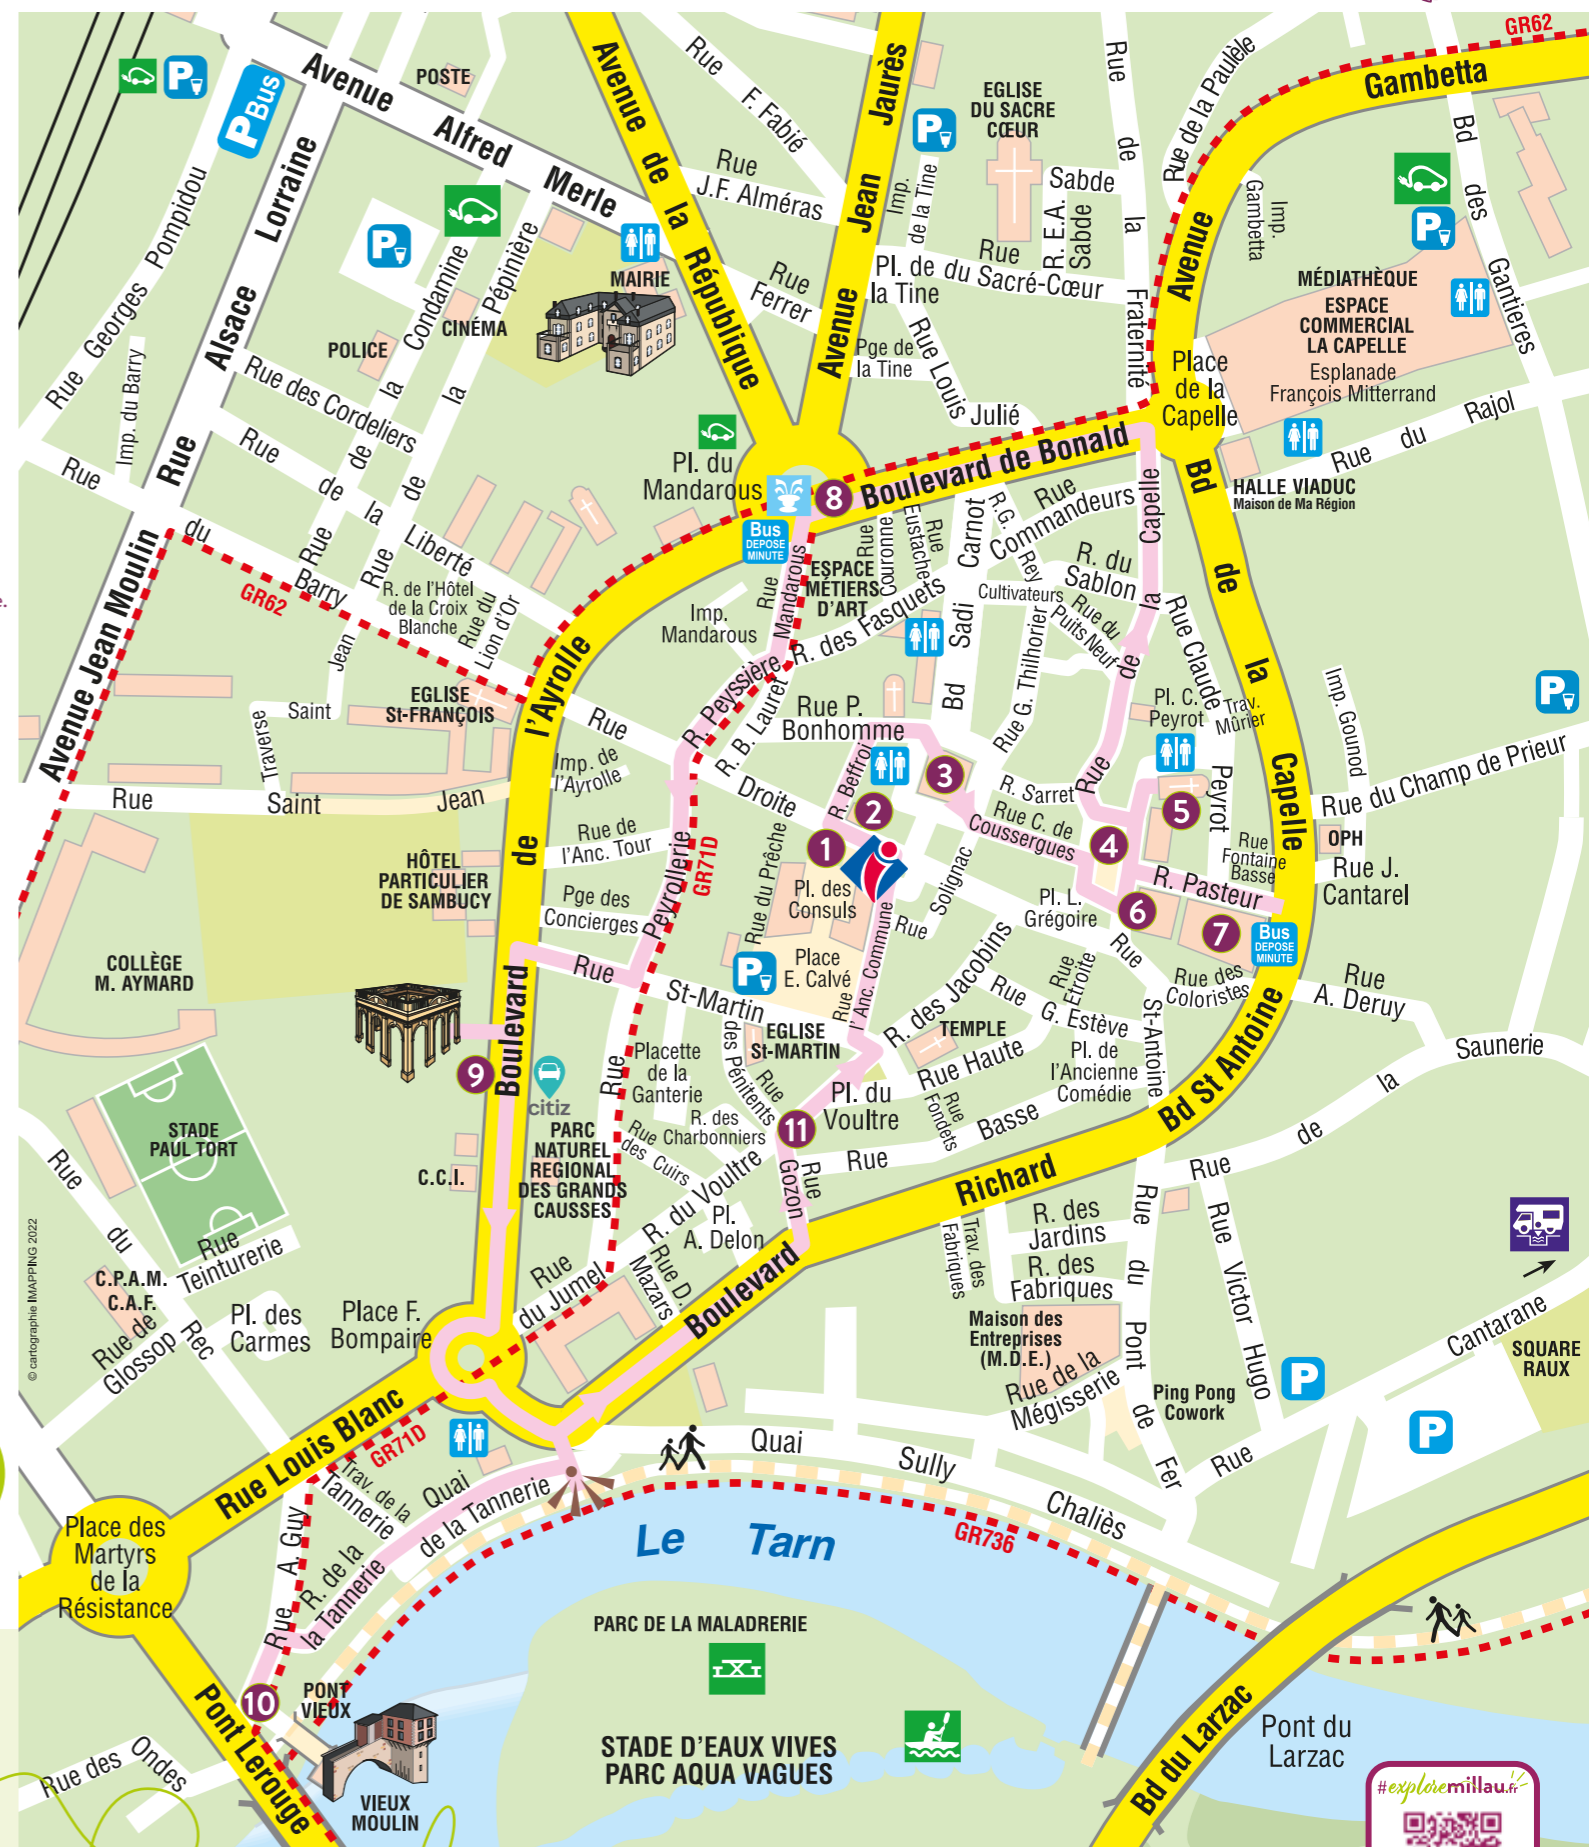 GR62
Avenue
Alfred
Merle
POSTE
P
P Bus
Avenue de la République
Rue
F. Fabié
Avenue Jean Jaurès
P
EGLISE
DU SACRE
CŒUR
Rue de la Fraternité
Rue de la Paulèle
Avenue
Gambetta
Bd des Gantieres
Rue Georges Pompidou
Rue Alsace Lorraine
P
Rue
J.F. Alméras
Imp.
de la Tine
Sabde
R. E.A.
Sabde
Imp.
Gambetta
P
MAIRIE
Rue
Ferrer
Pl. de
la Tine
Rue
du Sacré-Cœur
MÉDIATHÈQUE
ESPACE
COMMERCIAL
LA CAPELLE
Esplanade
François Mitterrand
CINÉMA
POLICE
Rue de la Condamine
Rue de la Pépinière
Imp. du Barry
Rue des Cordeliers
Pge de
la Tine
Rue Louis
Julié
Place
de la
Capelle
Rue du Rajol
HALLE VIADUC
Maison de Ma Région
Rue de la Liberté
Pl. du
Mandarous
8
Boulevard de Bonald
Bus
DEPOSE
MINUTE
Rue
du
Barry
GR62
R. de l'Hôtel
de la Croix
Blanche
Rue du
Lion d'Or
Avenue Jean Moulin
Jean
Saint
Traverse
EGLISE
St-FRANÇOIS
Rue Saint Jean
Boulevard de l'Ayrolle
Imp.
Mandarous
Rue
Mandarous
ESPACE
MÉTIERS
D'ART
Rue
Couronne
Rue
Eustache
Bd Sadi Carnot
R.G.
Rey
Rue
Commandeurs
R. du
Sablon
Cultivateurs
Rue du
Puits Neuf
Rue de la Capelle
Bd de la Capelle
R. des Fasquets
R. Peyssière
R. B. Lauret
Rue P.
Bonhomme
Rue G. Thilhorier
Rue Claude
Peyrot
Pl. C.
Peyrot
Trav.
Mûrier
Imp. Gounod
P
Rue du Champ de Prieur
Rue
Droite
Imp. de
l'Ayrolle
R. Beffroi
2
3
R. Sarret
Rue C. de
Coussergues
5
4
1
OPH
Rue
Fontaine
Basse
Rue J.
Cantarel
HÔTEL
PARTICULIER
DE SAMBUCY
Rue de
l'Anc. Tour
Pge des
Concierges
Rue Peyrollerie
GR71D
Rue du Prêche
Pl. des
Consuls
Solignac
Rue
Pl. L.
Grégoire
6
R. Pasteur
7
Bus
DEPOSE
MINUTE
COLLÈGE
M. AYMARD
Rue
St-Martin
P
Place
E. Calvé
Rue
l'Anc. Commune
R. des Jacobins
Rue
Etroite
Rue
G. Estève
Rue
St-Antoine
Rue des
Coloristes
Rue
A. Deruy
9
citiz
PARC
NATUREL
REGIONAL
DES GRANDS
CAUSSES
Placette
de la
Ganterie
EGLISE
St-MARTIN
Rue
des Pénitents
TEMPLE
Rue Haute
Pl. de
l'Ancienne
Comédie
Bd St Antoine
Rue de la Saunerie
STADE
PAUL TORT
C.C.I.
R. des
Charbonniers
Rue
des Cuirs
11
Pl. du
Voultre
Rue
Fondets
Rue Basse
Rue
Gozon
R. du Voultre
Pl.
A. Delon
Boulevard Richard
© cartographie IMAPPING 2022
Rue du Rec
Rue
Teinturerie
C.P.A.M.
C.A.F.
Rue de
Glossop
Pl. des
Carmes
Place F.
Bompaire
Rue
du Jumel
Rue D.
Mazars
Trav. des
Fabriques
R. des
Jardins
R. des
Fabriques
Rue du Pont de Fer
Rue Victor Hugo
Maison des
Entreprises
(M.D.E.)
Rue de la
Mégisserie
Ping Pong
Cowork
P
Rue Cantarane
SQUARE
RAUX
P
Rue Louis Blanc
GR71D
Trav. de la
Tannerie
Quai
de la Tannerie
Quai Sully Chaliès
Le Tarn
GR736
Place des
Martyrs
de la
Résistance
Rue A. Guy
R. de la
la Tannerie
10
PONT
VIEUX
Pont Lerouge
Rue des Ondes
VIEUX
MOULIN
PARC DE LA MALADRERIE
STADE D'EAUX VIVES
PARC AQUA VAGUES
Bd du Larzac
Pont du
Larzac
#exploremillau.fr